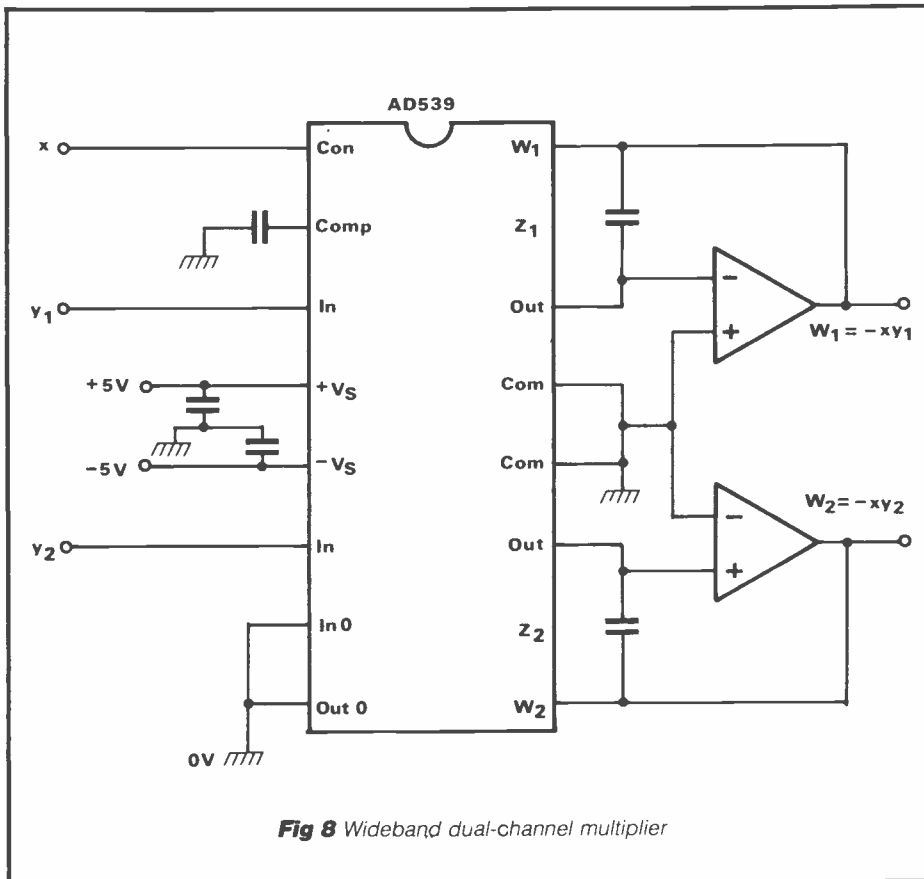 AD539
x
Con
W1
Comp
Z1
y1
In
Out
−
+
W1 = −xy1
+5V
+VS
Com
−5V
−VS
Com
W2=−xy2
y2
In
Out
−
+
In 0
Z2
Out 0
W2
0V
Fig 8 Wideband dual-channel multiplier